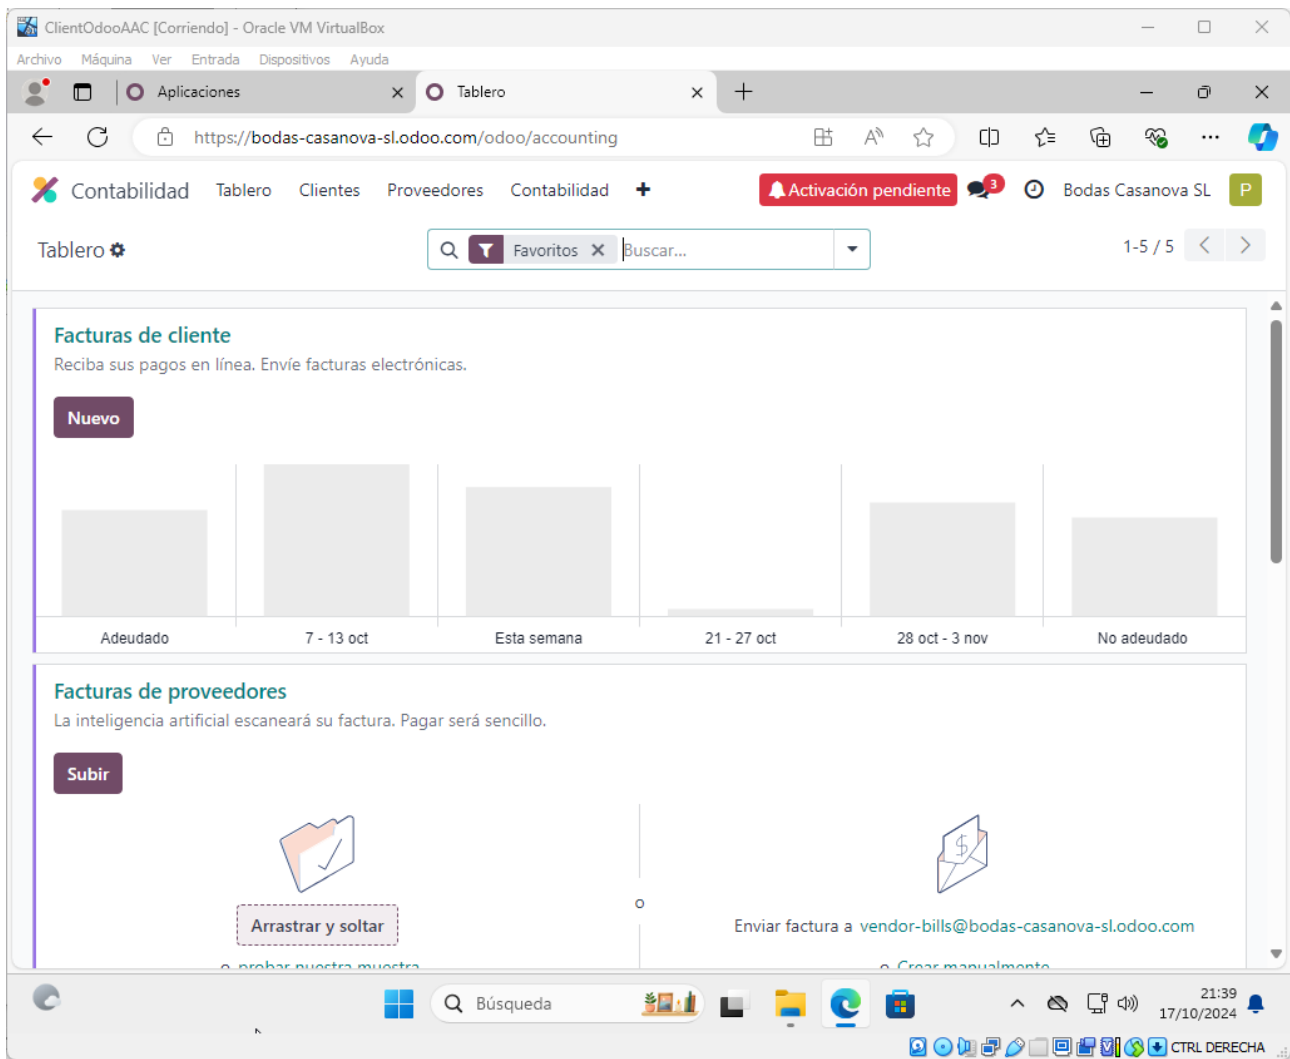 ClientOdooAAC [Corriendo] - Oracle VM VirtualBox
Archivo Máquina Ver Entrada Dispositivos Ayuda
Aplicaciones
Tablero
https://bodas-casanova-sl.odoo.com/odoo/accounting
Contabilidad Tablero Clientes Proveedores Contabilidad
Activación pendiente
3
Bodas Casanova SL
P
Tablero
Favoritos
Buscar...
1-5 / 5
Facturas de cliente
Reciba sus pagos en línea. Envíe facturas electrónicas.
Nuevo
Adeudado 7 - 13 oct Esta semana 21 - 27 oct 28 oct - 3 nov No adeudado
Facturas de proveedores
La inteligencia artificial escaneará su factura. Pagar será sencillo.
Subir
Arrastrar y soltar
o
Enviar factura a vendor-bills@bodas-casanova-sl.odoo.com
o probar nuestra muestra
o Crear manualmente
Búsqueda
21:39
17/10/2024
CTRL DERECHA